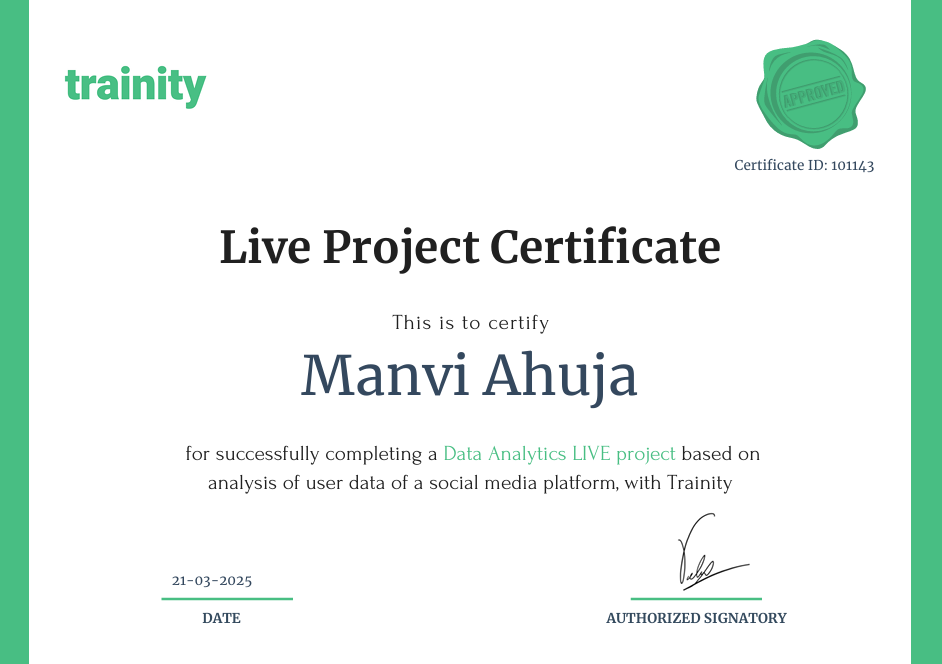 trainity
APPROVED
Certificate ID: 101143
Live Project Certificate
This is to certify
Manvi Ahuja
for successfully completing a Data Analytics LIVE project based on
analysis of user data of a social media platform, with Trainity
21-03-2025
DATE
AUTHORIZED SIGNATORY